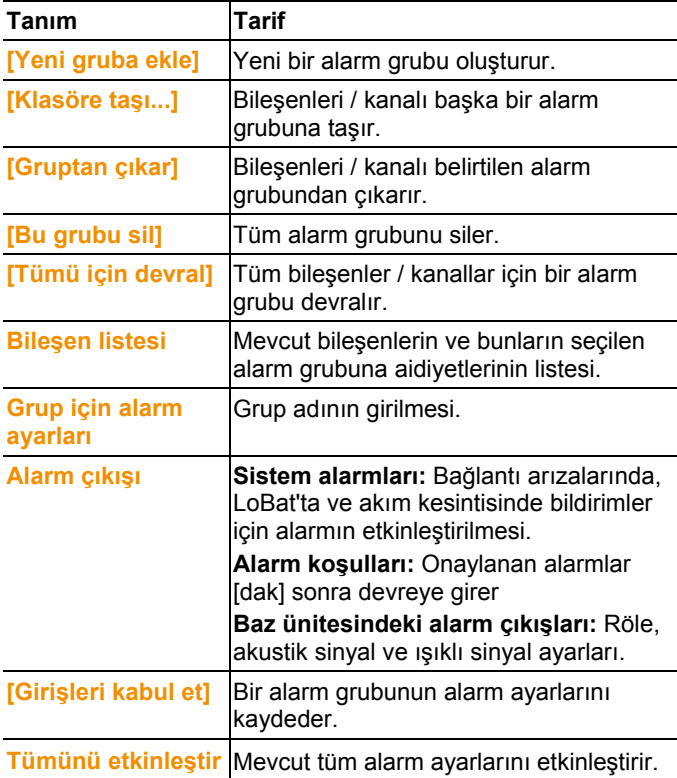 Tanım Tarif
[Yeni gruba ekle] Yeni bir alarm grubu oluşturur.
[Klasöre taşı...] Bileşenleri / kanalı başka bir alarm
grubuna taşır.
[Gruptan çıkar] Bileşenleri / kanalı belirtilen alarm
grubundan çıkarır.
[Bu grubu sil] Tüm alarm grubunu siler.
[Tümü için devral] Tüm bileşenler / kanallar için bir alarm
grubu devralır.
Bileşen listesi Mevcut bileşenlerin ve bunların seçilen
alarm grubuna aidiyetlerinin listesi.
Grup için alarm Grup adının girilmesi.
ayarları
Alarm çıkışı Sistem alarmları: Bağlantı arızalarında,
LoBat'ta ve akım kesintisinde bildirimler
için alarmın etkinleştirilmesi.
Alarm koşulları: Onaylanan alarmlar
[dak] sonra devreye girer
Baz ünitesindeki alarm çıkışları: Röle,
akustik sinyal ve ışıklı sinyal ayarları.
[Girişleri kabul et] Bir alarm grubunun alarm ayarlarını
kaydeder.
Tümünü etkinleştir Mevcut tüm alarm ayarlarını etkinleştirir.